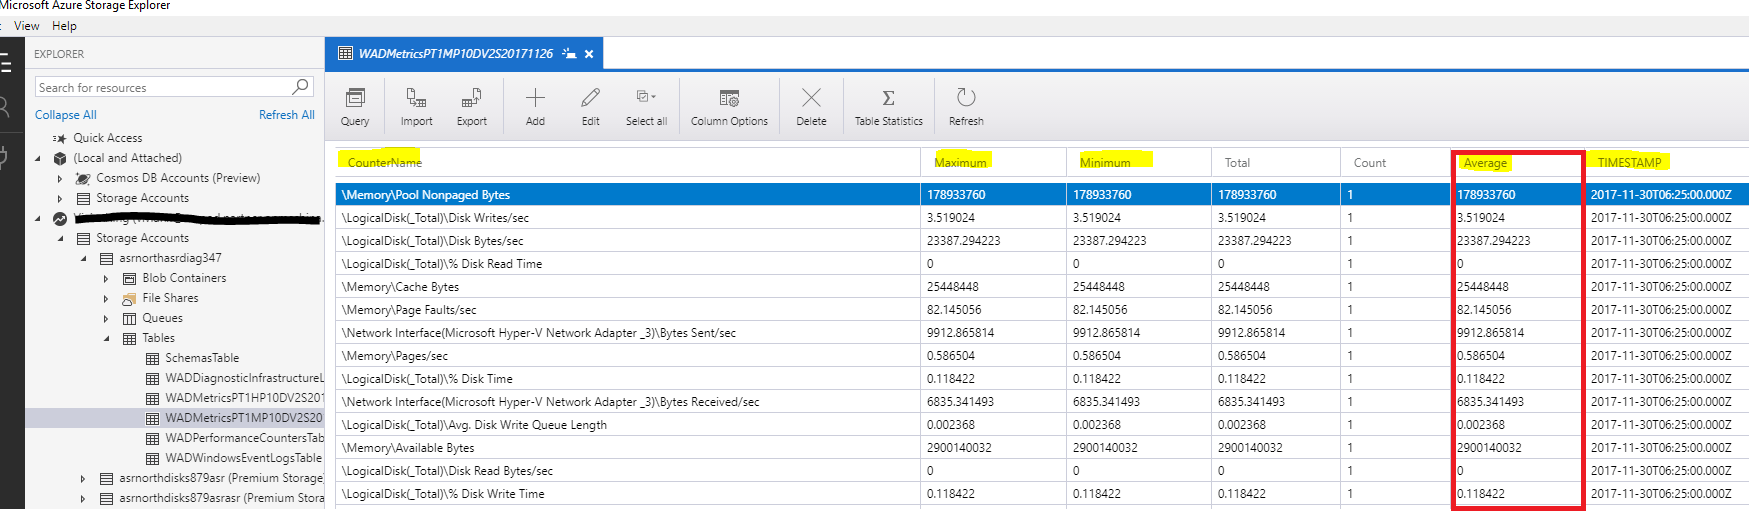 Microsoft Azure Storage Explorer
View Help
EXPLORER
Search for resources
Collapse All Refresh All
Quick Access
(Local and Attached)
Cosmos DB Accounts (Preview)
Storage Accounts
Storage Accounts
asrnorthasrdiag347
Blob Containers
File Shares
Queues
Tables
SchemasTable
WADDiagnosticInfrastructureL
WADMetricsPT1HP10DV2S201
WADMetricsPT1MP10DV2S20
WADPerformanceCountersTab
WADWindowsEventLogsTable
asrnorthdisks879asr (Premium Storage)
asrnorthdisks879asrasr (Premium Stora
WADMetricsPT1MP10DV2S20171126
Query Import Export Add Edit Select all Column Options Delete Table Statistics Refresh
CounterName Maximum Minimum Total Count Average TIMESTAMP
\Memory\Pool Nonpaged Bytes 178933760 178933760 178933760 1 178933760 2017-11-30T06:25:00.000Z
\LogicalDisk(_Total)\Disk Writes/sec 3.519024 3.519024 3.519024 1 3.519024 2017-11-30T06:25:00.000Z
\LogicalDisk(_Total)\Disk Bytes/sec 23387.294223 23387.294223 23387.294223 1 23387.294223 2017-11-30T06:25:00.000Z
\LogicalDisk(_Total)\% Disk Read Time 0 0 0 1 0 2017-11-30T06:25:00.000Z
\Memory\Cache Bytes 25448448 25448448 25448448 1 25448448 2017-11-30T06:25:00.000Z
\Memory\Page Faults/sec 82.145056 82.145056 82.145056 1 82.145056 2017-11-30T06:25:00.000Z
\Network Interface(Microsoft Hyper-V Network Adapter _3)\Bytes Sent/sec 9912.865814 9912.865814 9912.865814 1 9912.865814 2017-11-30T06:25:00.000Z
\Memory\Pages/sec 0.586504 0.586504 0.586504 1 0.586504 2017-11-30T06:25:00.000Z
\LogicalDisk(_Total)\% Disk Time 0.118422 0.118422 0.118422 1 0.118422 2017-11-30T06:25:00.000Z
\Network Interface(Microsoft Hyper-V Network Adapter _3)\Bytes Received/sec 6835.341493 6835.341493 6835.341493 1 6835.341493 2017-11-30T06:25:00.000Z
\LogicalDisk(_Total)\Avg. Disk Write Queue Length 0.002368 0.002368 0.002368 1 0.002368 2017-11-30T06:25:00.000Z
\Memory\Available Bytes 2900140032 2900140032 2900140032 1 2900140032 2017-11-30T06:25:00.000Z
\LogicalDisk(_Total)\Disk Read Bytes/sec 0 0 0 1 0 2017-11-30T06:25:00.000Z
\LogicalDisk(_Total)\% Disk Write Time 0.118422 0.118422 0.118422 1 0.118422 2017-11-30T06:25:00.000Z